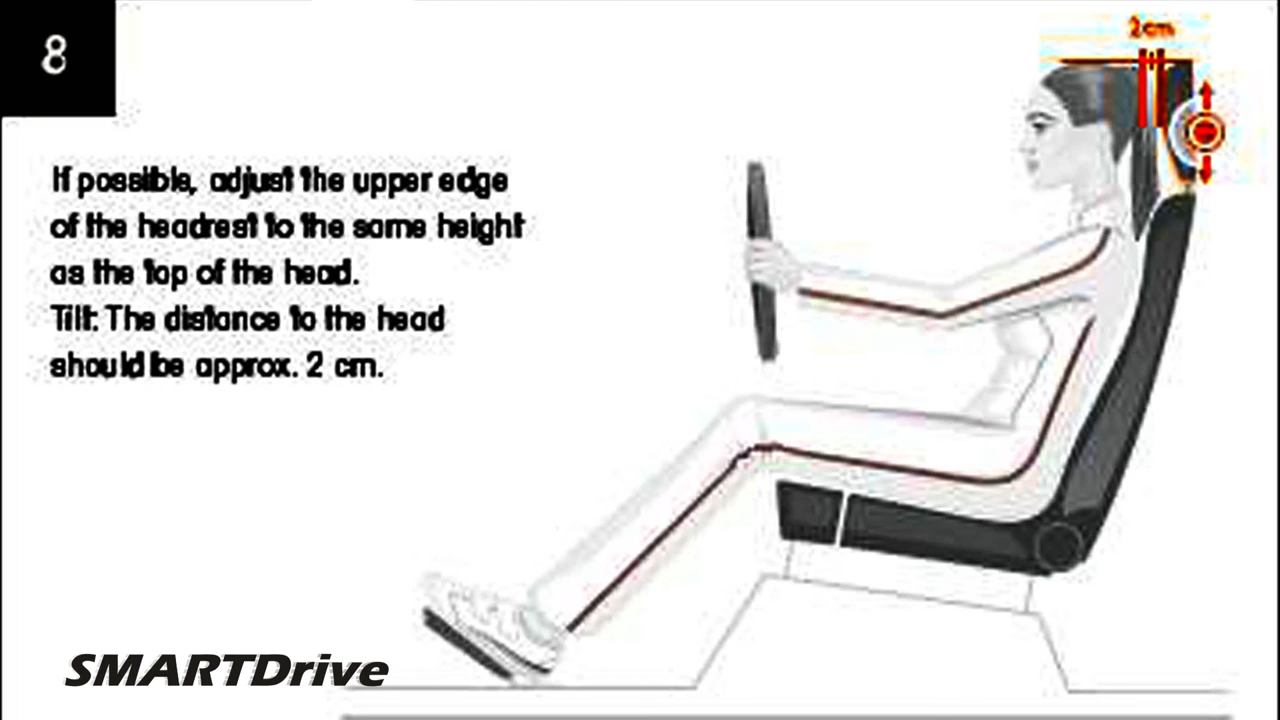 8
2cm
If possible, adjust the upper edge
of the headrest to the same height
as the top of the head.
Tilt: The distance to the head
should be approx. 2 cm.
SMARTDrive